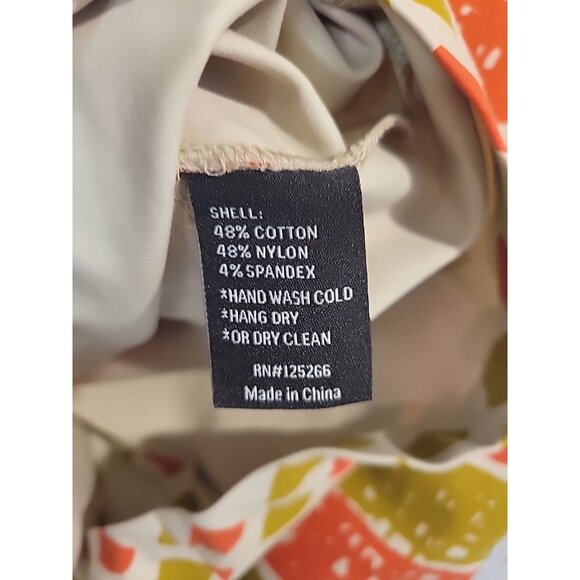 SHELL:
48% COTTON
48% NYLON
4% SPANDEX
*HAND WASH COLD
*HANG DRY
*OR DRY CLEAN
RN#125266
Made in China